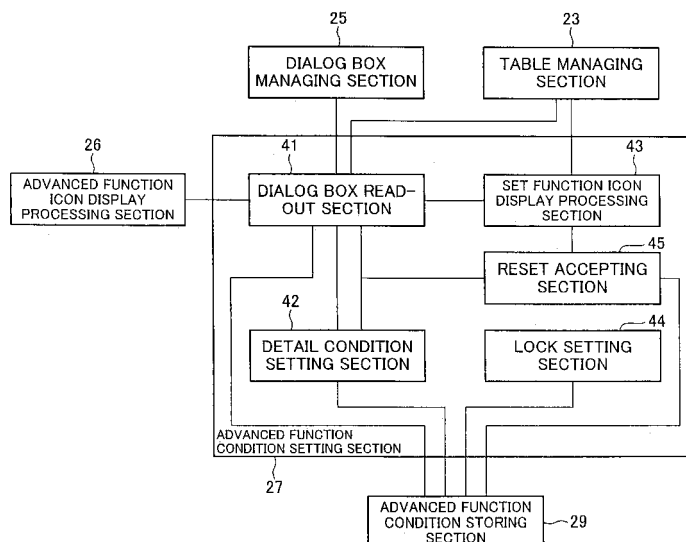 25
23
DIALOG BOX
MANAGING SECTION
TABLE MANAGING
SECTION
26
41
43
ADVANCED FUNCTION
ICON DISPLAY
PROCESSING SECTION
DIALOG BOX READ-
OUT SECTION
SET FUNCTION ICON
DISPLAY PROCESSING
SECTION
45
RESET ACCEPTING
SECTION
42
44
DETAIL CONDITION
SETTING SECTION
LOCK SETTING
SECTION
ADVANCED FUNCTION
CONDITION SETTING SECTION
27
ADVANCED FUNCTION
CONDITION STORING
SECTION
29